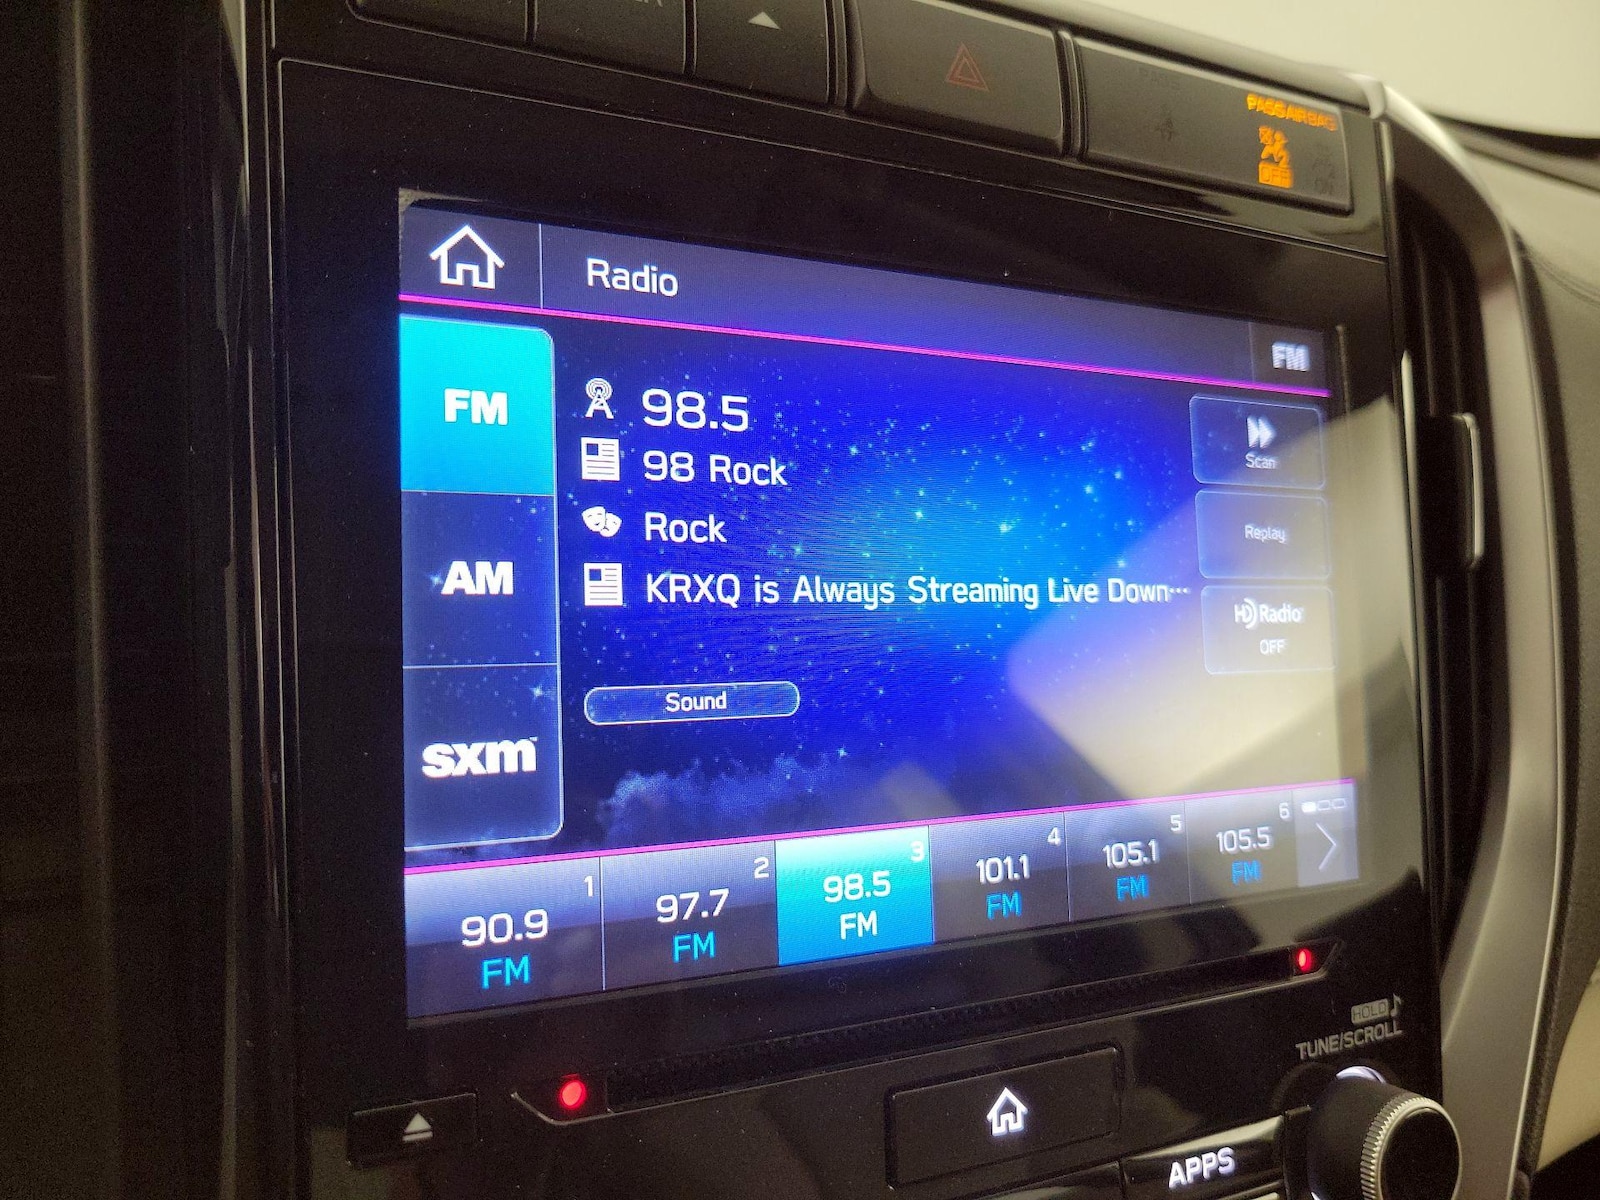 PASS AIR BAG
OFF
ON
Radio
FM
FM
98.5
98 Rock
Rock
KRXQ is Always Streaming Live Down…
Scan
Replay
HD Radio
OFF
AM
Sound
sxm
1
90.9
FM
2
97.7
FM
3
98.5
FM
4
101.1
FM
5
105.1
FM
6
105.5
FM
HOLD
TUNE/SCROLL
APPS